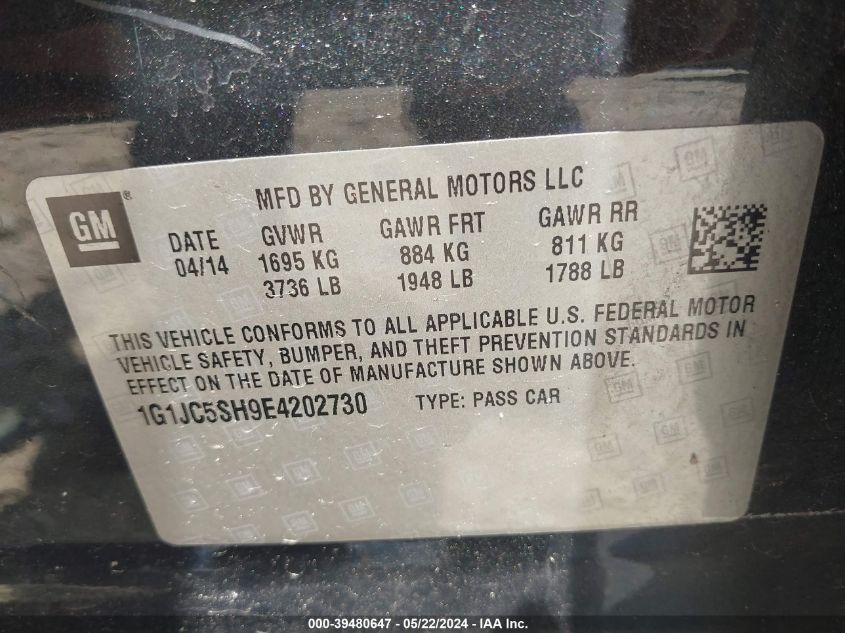 GM®
MFD BY GENERAL MOTORS LLC
DATE GVWR GAWR FRT GAWR RR
04/14 1695 KG 884 KG 811 KG
3736 LB 1948 LB 1788 LB
THIS VEHICLE CONFORMS TO ALL APPLICABLE U.S. FEDERAL MOTOR
VEHICLE SAFETY, BUMPER, AND THEFT PREVENTION STANDARDS IN
EFFECT ON THE DATE OF MANUFACTURE SHOWN ABOVE.
1G1JC5SH9E4202730 TYPE: PASS CAR
000-39480647 - 05/22/2024 - IAA Inc.